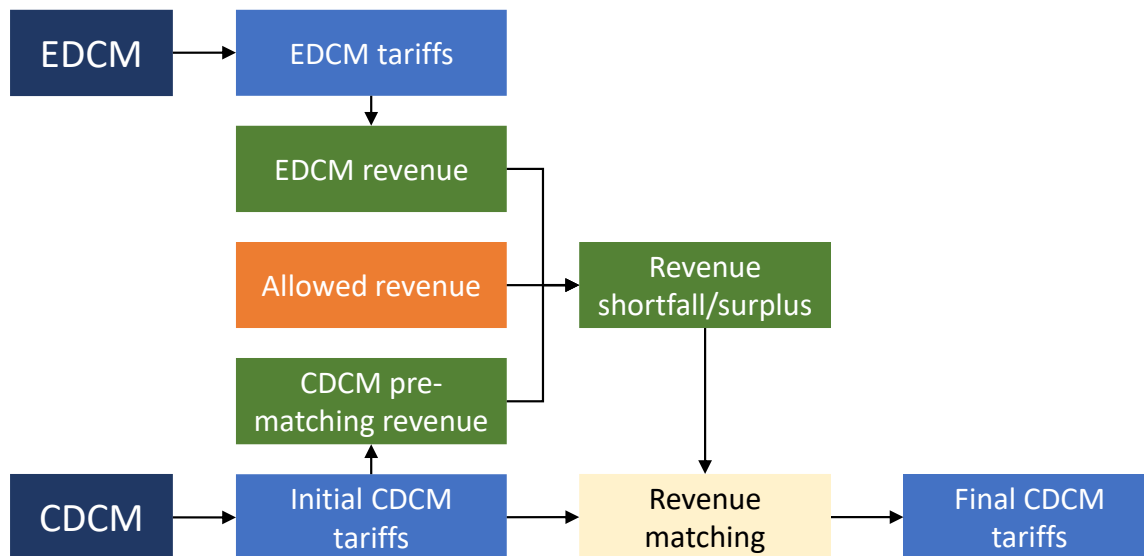 EDCM
EDCM tariffs
EDCM revenue
Allowed revenue
Revenue
shortfall/surplus
CDCM pre-
matching revenue
CDCM
Initial CDCM
tariffs
Revenue
matching
Final CDCM
tariffs